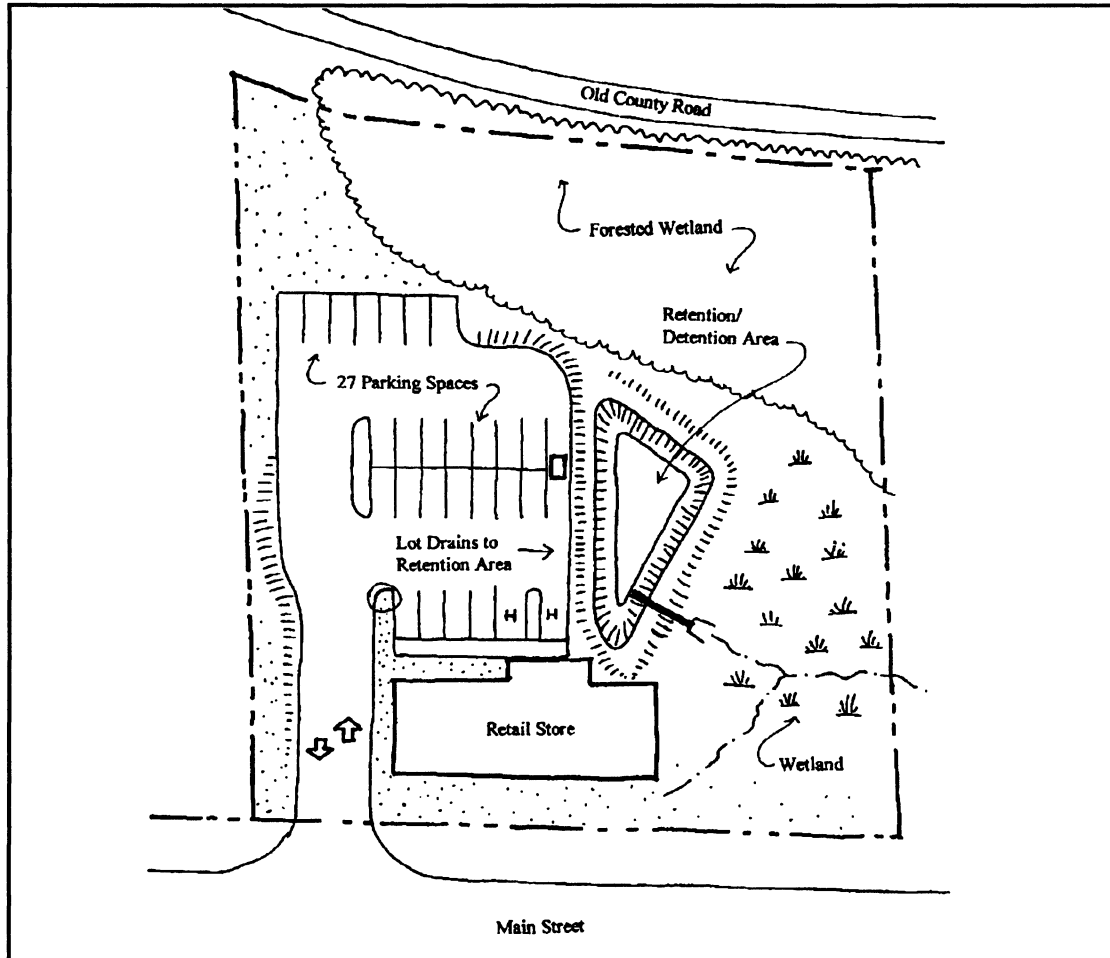 Old County Road
Forested Wetland
Retention/
Detention Area
27 Parking Spaces
Lot Drains to
Retention Area
H H
Retail Store
Wetland
Main Street